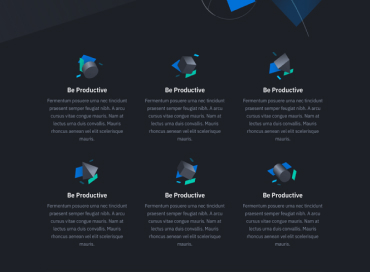 Be Productive
Fermentum posuere urna nec tincidunt
praesent semper feugiat nibh. A arcu
cursus vitae congue mauris. Nam at
lectus urna duis convallis. Mauris
rhoncus aenean vel elit scelerisque
mauris.
Be Productive
Fermentum posuere urna nec tincidunt
praesent semper feugiat nibh. A arcu
cursus vitae congue mauris. Nam at
lectus urna duis convallis. Mauris
rhoncus aenean vel elit scelerisque
mauris.
Be Productive
Fermentum posuere urna nec tincidunt
praesent semper feugiat nibh. A arcu
cursus vitae congue mauris. Nam at
lectus urna duis convallis. Mauris
rhoncus aenean vel elit scelerisque
mauris.
Be Productive
Fermentum posuere urna nec tincidunt
praesent semper feugiat nibh. A arcu
cursus vitae congue mauris. Nam at
lectus urna duis convallis. Mauris
rhoncus aenean vel elit scelerisque
mauris.
Be Productive
Fermentum posuere urna nec tincidunt
praesent semper feugiat nibh. A arcu
cursus vitae congue mauris. Nam at
lectus urna duis convallis. Mauris
rhoncus aenean vel elit scelerisque
mauris.
Be Productive
Fermentum posuere urna nec tincidunt
praesent semper feugiat nibh. A arcu
cursus vitae congue mauris. Nam at
lectus urna duis convallis. Mauris
rhoncus aenean vel elit scelerisque
mauris.